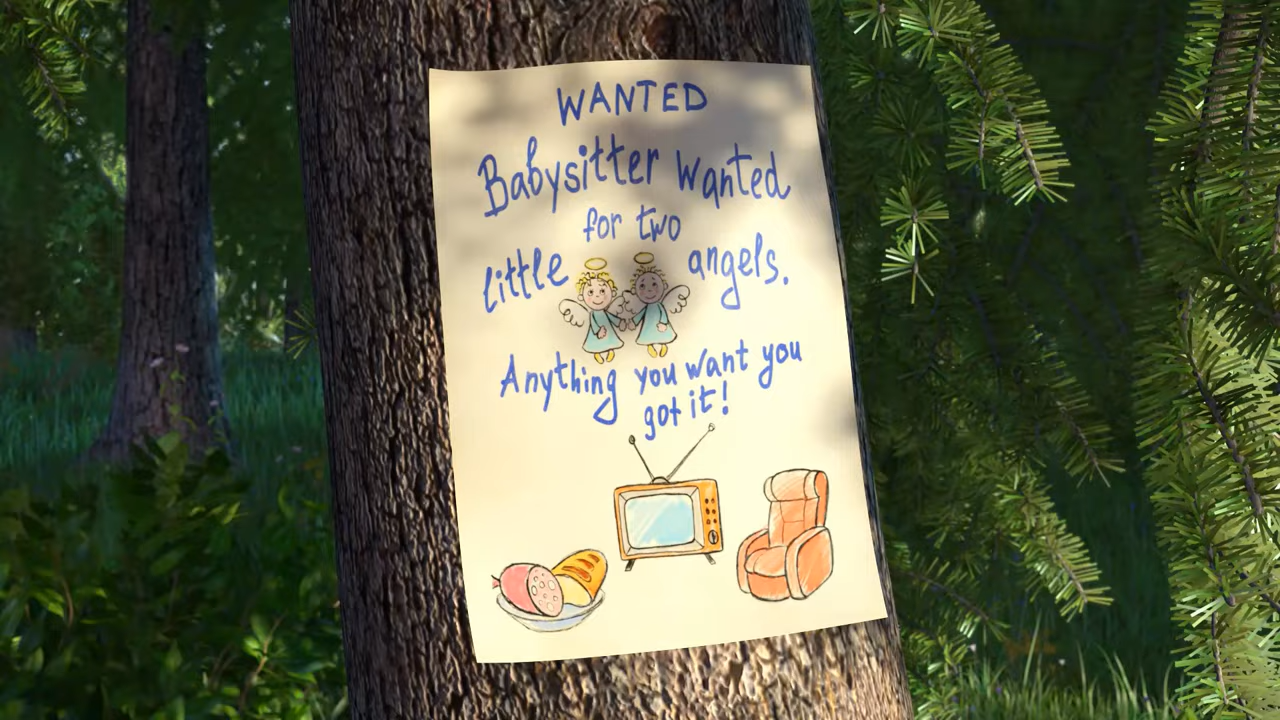 WANTED
Babysitter wanted
for two
little angels.
Anything you want you
got it!